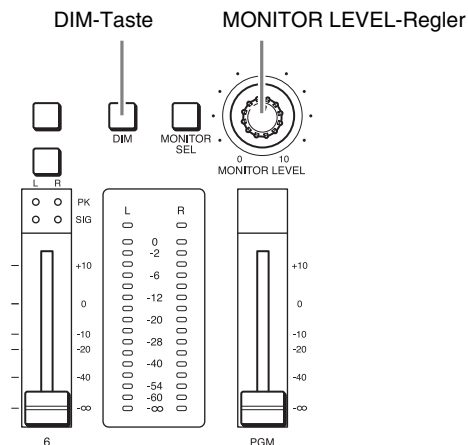 DIM-Taste MONITOR LEVEL-Regler
DIM MONITOR
SEL
0 10
MONITOR LEVEL
L R
PK
SIG
L R
0
-2
-6
-12
-20
-28
-40
-54
-60
-∞
+10
0
-10
-20
-40
-∞
+10
0
-10
-20
-40
-∞
6 PGM